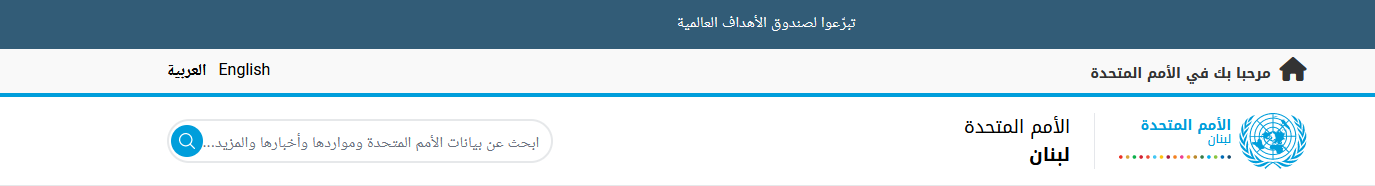 تبرّعوا لصندوق الأهداف العالمية
مرحبا بك في الأمم المتحدة
English العربية
الأمم المتحدة
لبنان
الأمم المتحدة
لبنان
ابحث عن بيانات الأمم المتحدة ومواردها وأخبارها والمزيد...